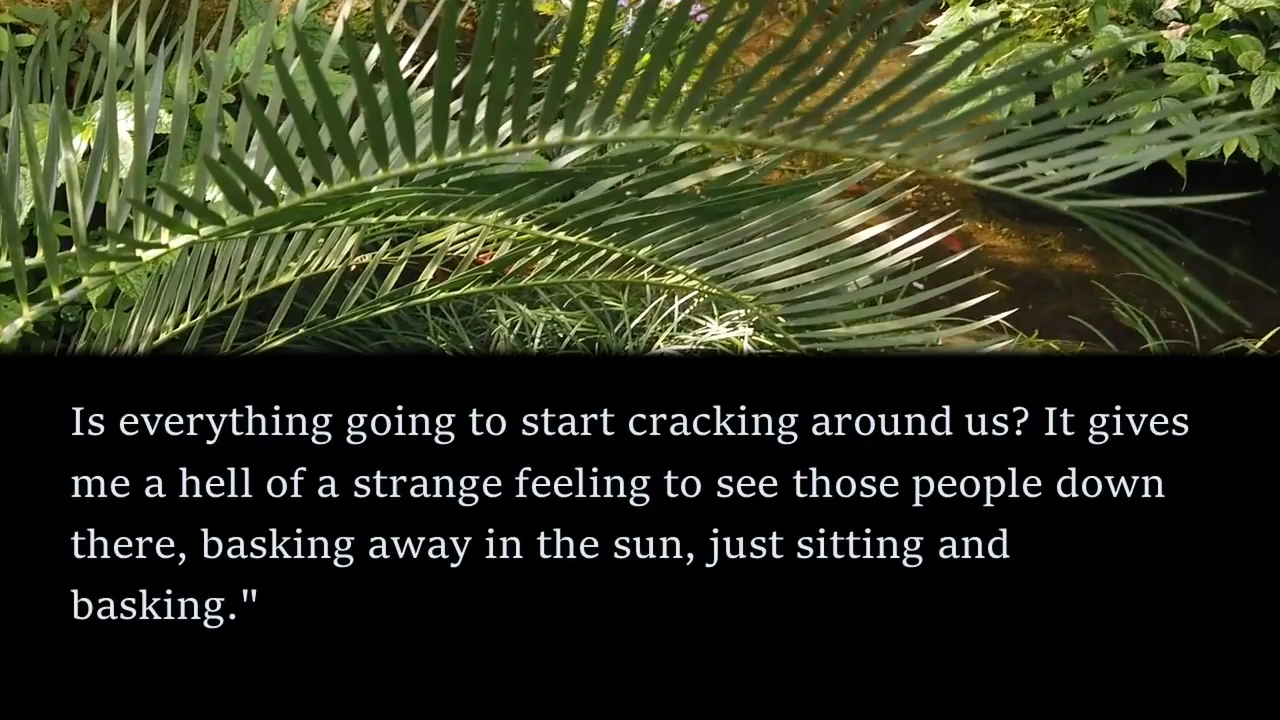 Is everything going to start cracking around us? It gives
me a hell of a strange feeling to see those people down
there, basking away in the sun, just sitting and
basking."